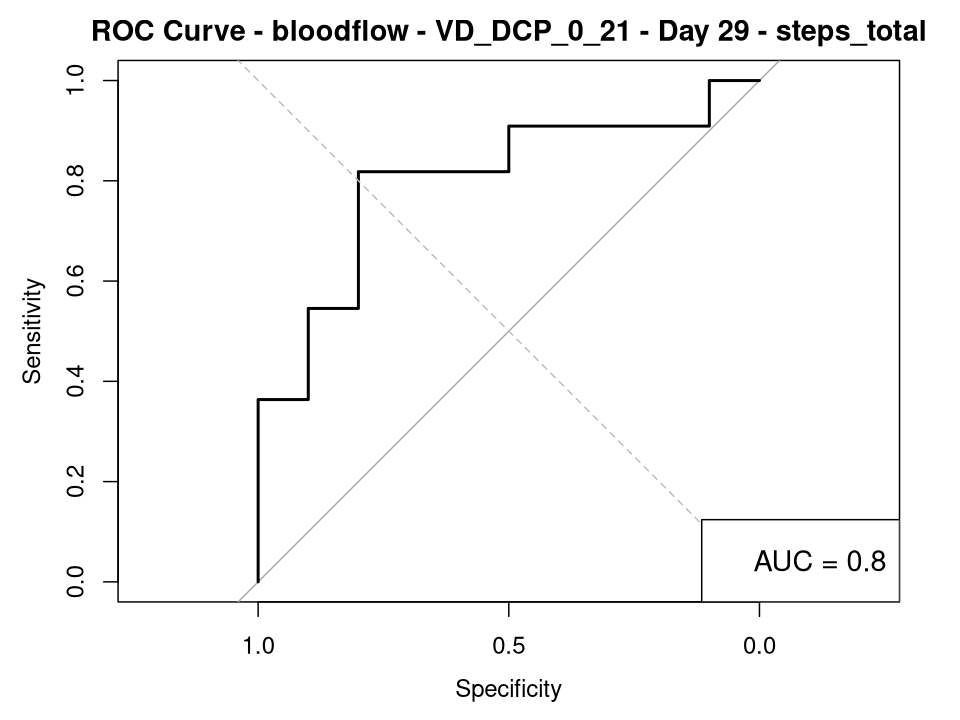 ROC Curve - bloodflow - VD_DCP_0_21 - Day 29 - steps_total
1.0
0.8
0.6
0.4
0.2
0.0
Sensitivity
AUC = 0.8
1.0 0.5 0.0
Specificity